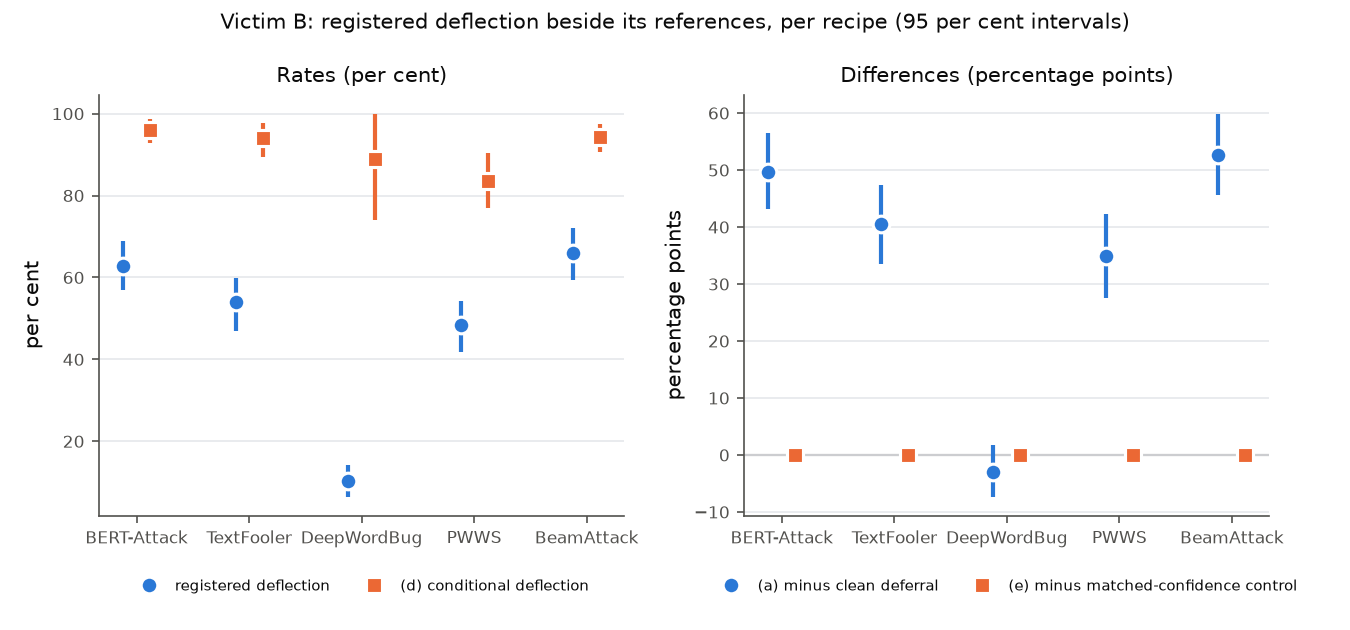 Victim B: registered deflection beside its references, per recipe (95 per cent intervals)
Rates (per cent)
per cent
100
80
60
40
20
BERT-Attack TextFooler DeepWordBug PWWS BeamAttack
registered deflection (d) conditional deflection
Differences (percentage points)
percentage points
60
50
40
30
20
10
0
−10
BERT-Attack TextFooler DeepWordBug PWWS BeamAttack
(a) minus clean deferral (e) minus matched-confidence control